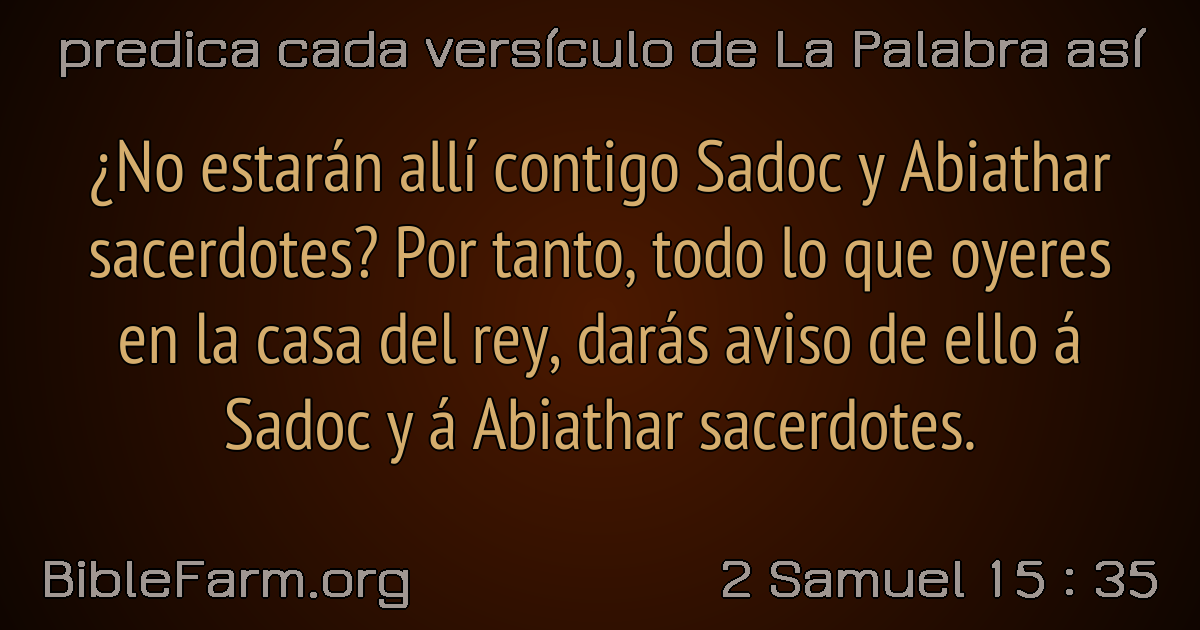 predica cada versículo de La Palabra así
¿No estarán allí contigo Sadoc y Abiathar
sacerdotes? Por tanto, todo lo que oyeres
en la casa del rey, darás aviso de ello á
Sadoc y á Abiathar sacerdotes.
BibleFarm.org
2 Samuel 15 : 35